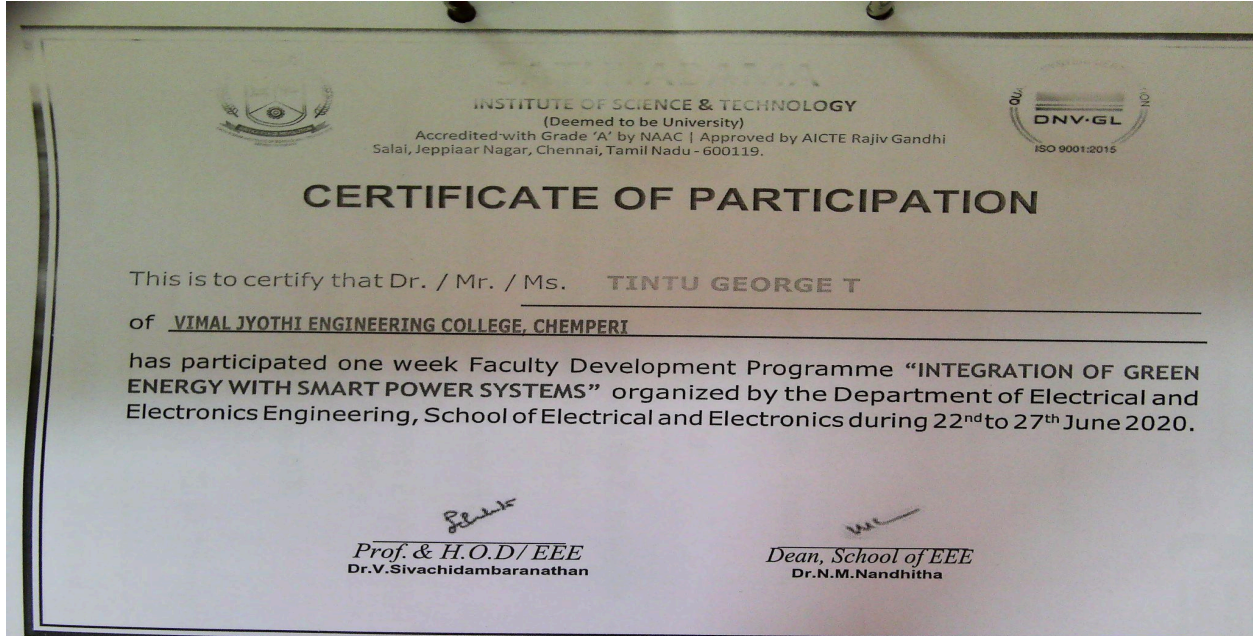 INSTITUTE OF SCIENCE & TECHNOLOGY
(Deemed to be University)
Accredited with Grade ‘A’ by NAAC | Approved by AICTE Rajiv Gandhi
Salai, Jeppiaar Nagar, Chennai, Tamil Nadu - 600119.
DNV·GL
ISO 9001:2015
CERTIFICATE OF PARTICIPATION
This is to certify that Dr. / Mr. / Ms. TINTU GEORGE T
of VIMAL JYOTHI ENGINEERING COLLEGE, CHEMPERI
has participated one week Faculty Development Programme “INTEGRATION OF GREEN
ENERGY WITH SMART POWER SYSTEMS” organized by the Department of Electrical and
Electronics Engineering, School of Electrical and Electronics during 22nd to 27th June 2020.
Prof. & H.O.D/ EEE
Dr.V.Sivachidambaranathan
Dean, School of EEE
Dr.N.M.Nandhitha